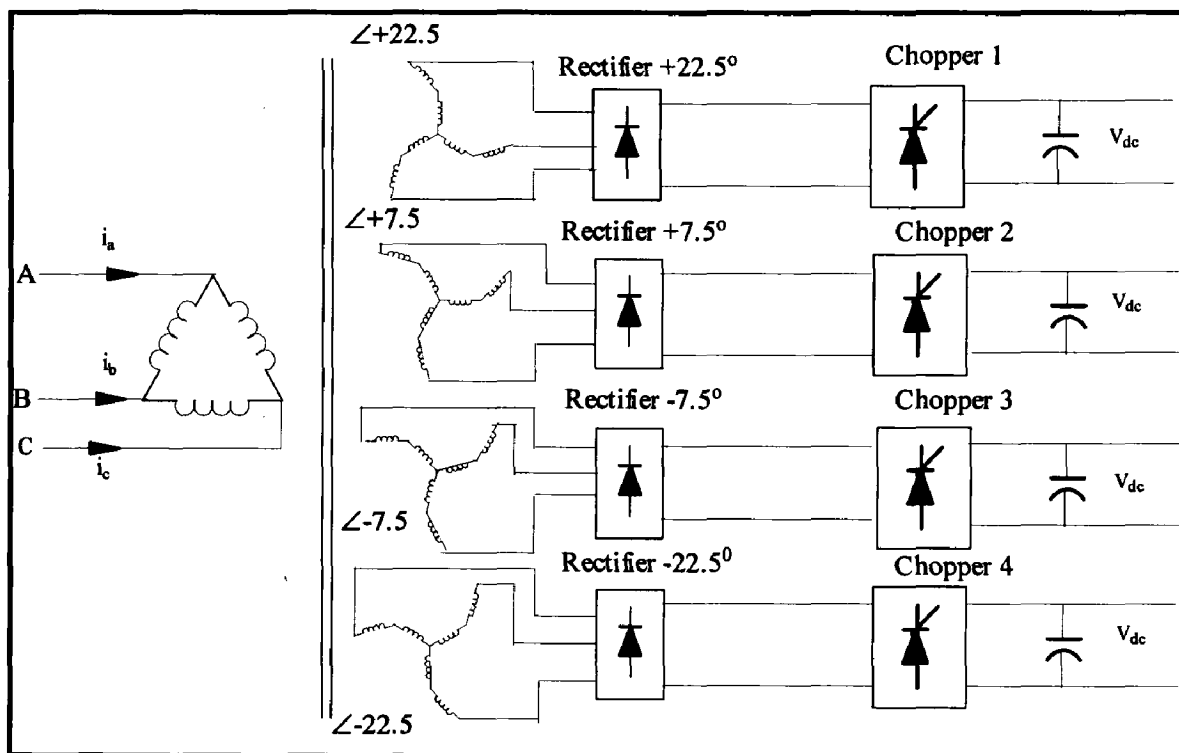 ∠+22.5
Rectifier +22.5°
Chopper 1
V_dc
∠+7.5
Rectifier +7.5°
Chopper 2
V_dc
A
i_a
B
i_b
C
i_c
Rectifier -7.5°
Chopper 3
V_dc
∠-7.5
Rectifier -22.5⁰
Chopper 4
V_dc
∠-22.5